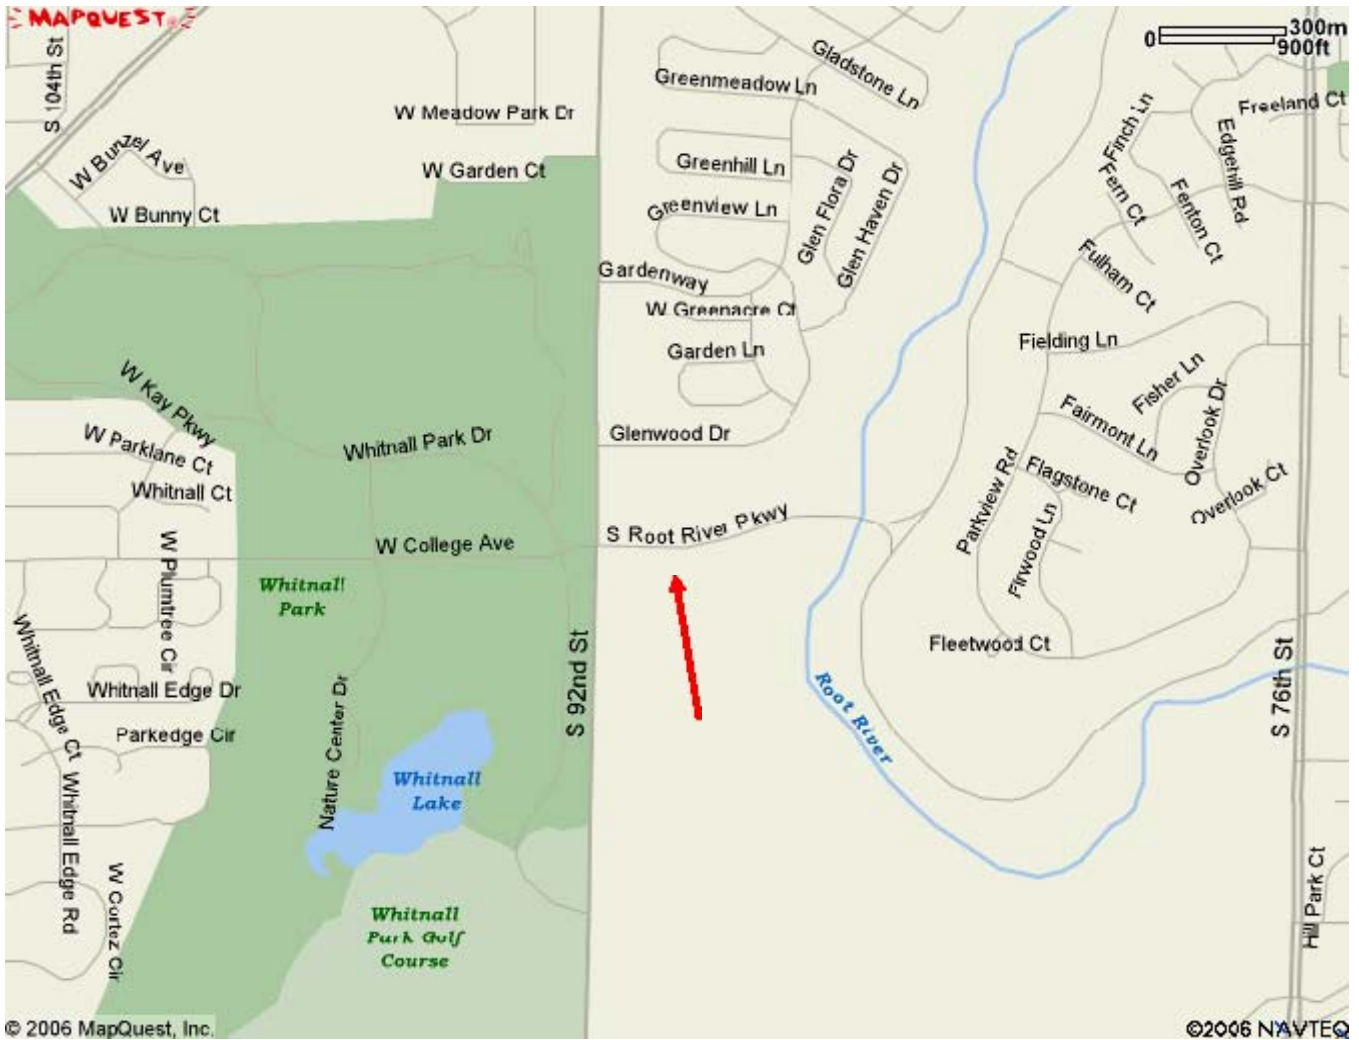 MAPQUEST
300m
0
900ft
S 104th St
Gladstone Ln
Greenmeadow Ln
W Meadow Park Dr
Freeland Ct
Finch Ln
Edgehill Rd
W Bunzel Ave
W Garden Ct
Greenhill Ln
Glen Flora Dr
Glen Haven Dr
Fern Ct
Fenton Ct
W Bunny Ct
Greenview Ln
Gardenway
Fulham Ct
W Greenacre Ct
Garden Ln
Fielding Ln
Fisher Ln
W Kay Pkwy
Fairmont Ln
Overlook Dr
W Parklane Ct
Whitnall Park Dr
Glenwood Dr
Whitnall Ct
Parkview Rd
Flagstone Ct
Overlook Ct
W College Ave
S Root River Pkwy
Firwood Ln
W Plumtree Cir
Whitnall
Park
Fleetwood Ct
Whitnall Edge Ct
Whitnall Edge Dr
S 92nd St
S 76th St
Root River
Parkedge Cir
Nature Center Dr
Whitnall
Lake
Whitnall Edge Rd
W Cortez Cir
Hill Park Ct
Whitnall
Park Golf
Course
© 2006 MapQuest, Inc.
©2006 NAVTEQ